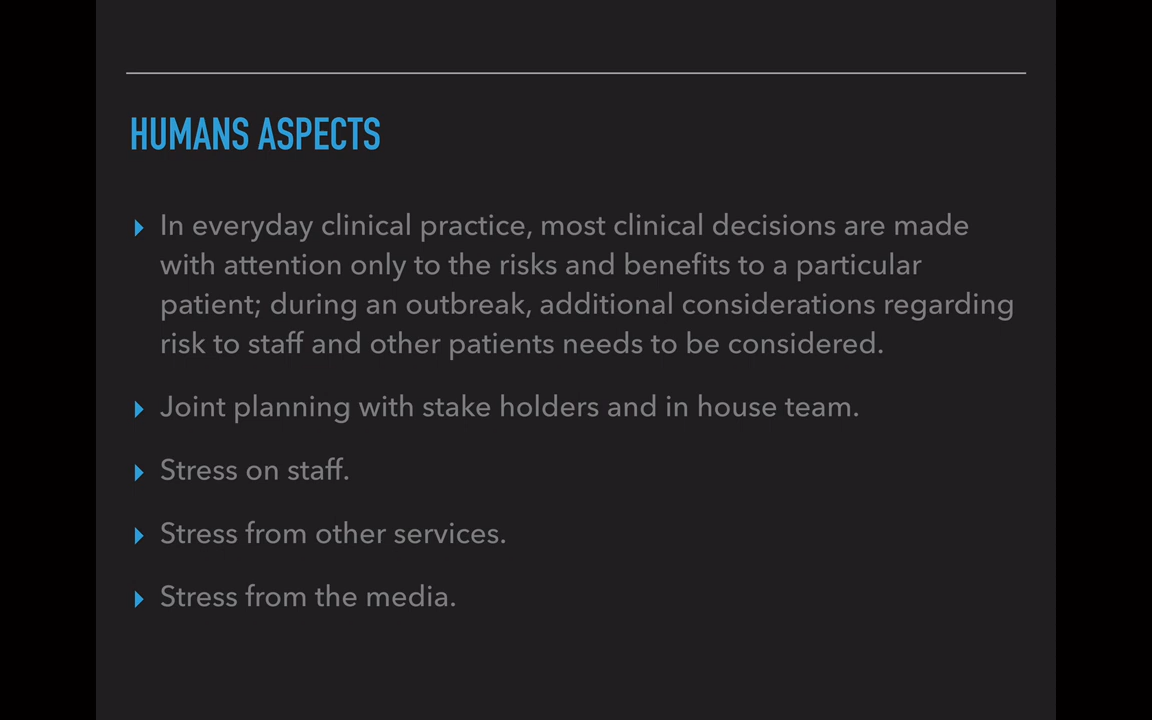 HUMANS ASPECTS
In everyday clinical practice, most clinical decisions are made
with attention only to the risks and benefits to a particular
patient; during an outbreak, additional considerations regarding
risk to staff and other patients needs to be considered.
Joint planning with stake holders and in house team.
Stress on staff.
Stress from other services.
Stress from the media.